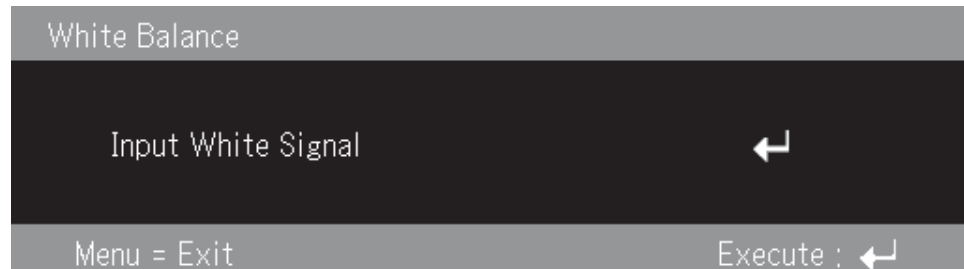 White Balance
Input White Signal ↵
Menu = Exit Execute : ↵